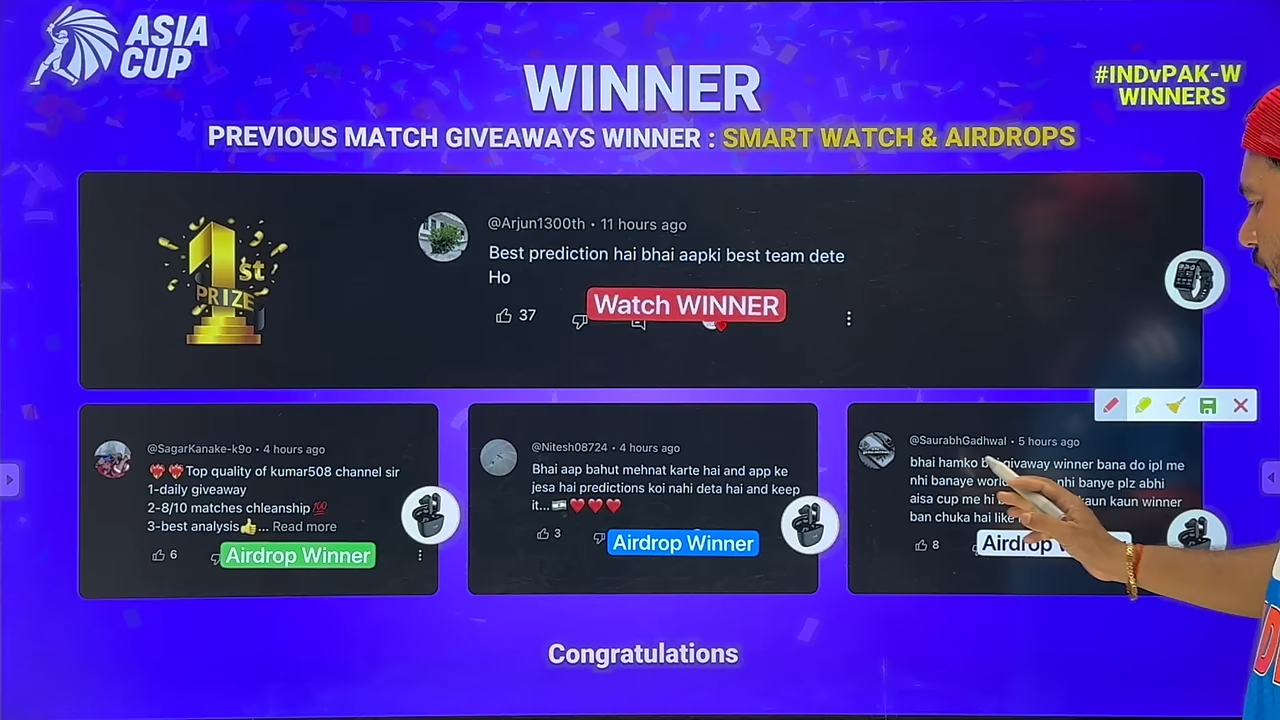 ASIA
CUP
WINNER
#INDvPAK-W
WINNERS
PREVIOUS MATCH GIVEAWAYS WINNER : SMART WATCH & AIRDROPS
1st
PRIZE
@Arjun1300th • 11 hours ago
Best prediction hai bhai aapki best team dete
Ho
37
Watch WINNER
@SagarKanake-k9o • 4 hours ago
❤️❤️Top quality of kumar508 channel sir
1-daily giveaway
2-8/10 matches chleanship 💯
3-best analysis👍... Read more
6
Airdrop Winner
@Nitesh08724 • 4 hours ago
Bhai aap bahut mehnat karte hai and app ke
jesa hai predictions koi nahi deta hai and keep
it...🇮🇳❤️❤️❤️
3
Airdrop Winner
@SaurabhGadhwal • 5 hours ago
bhai hamko givaway winner bana do ipl me
nhi banaye nhi banye plz abhi
aisa cup me hi kaun kaun winner
ban chuka hai like
8
Airdrop
Congratulations